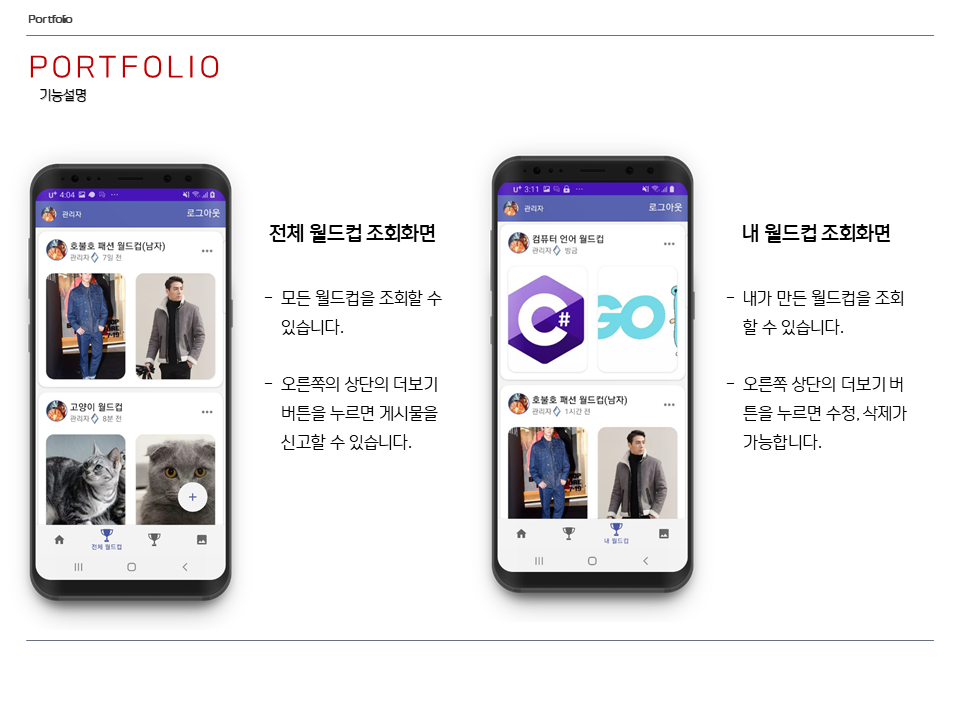 Portfolio
PORTFOLIO
기능설명
U+ 4:04
관리자
로그아웃
호불호 패션 월드컵(남자)
관리자 7일 전
고양이 월드컵
관리자 8분 전
+
전체 월드컵
전체 월드컵 조회화면
- 모든 월드컵을 조회할 수
있습니다.
- 오른쪽의 상단의 더보기
버튼을 누르면 게시물을
신고할 수 있습니다.
U+ 3:11
관리자
로그아웃
컴퓨터 언어 월드컵
관리자 방금
C#
GO
호불호 패션 월드컵(남자)
관리자 1시간 전
내 월드컵
내 월드컵 조회화면
- 내가 만든 월드컵을 조회
할 수 있습니다.
- 오른쪽 상단의 더보기 버
튼을 누르면 수정, 삭제가
가능합니다.